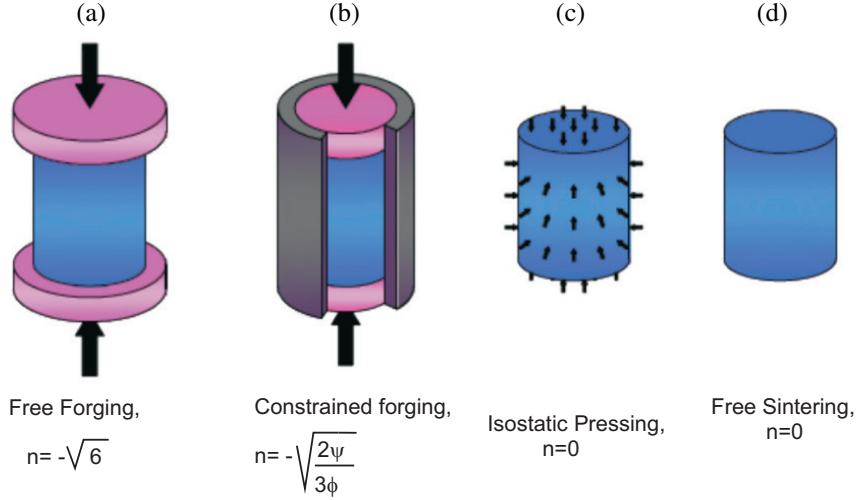 (a) (b) (c) (d)
Free Forging,
n= -√6
Constrained forging,
n= -√(2ψ/3ϕ)
Isostatic Pressing,
n=0
Free Sintering,
n=0